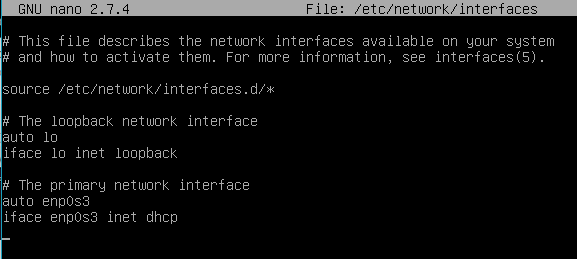 GNU nano 2.7.4 File: /etc/network/interfaces
# This file describes the network interfaces available on your system
# and how to activate them. For more information, see interfaces(5).
source /etc/network/interfaces.d/*
# The loopback network interface
auto lo
iface lo inet loopback
# The primary network interface
auto enp0s3
iface enp0s3 inet dhcp